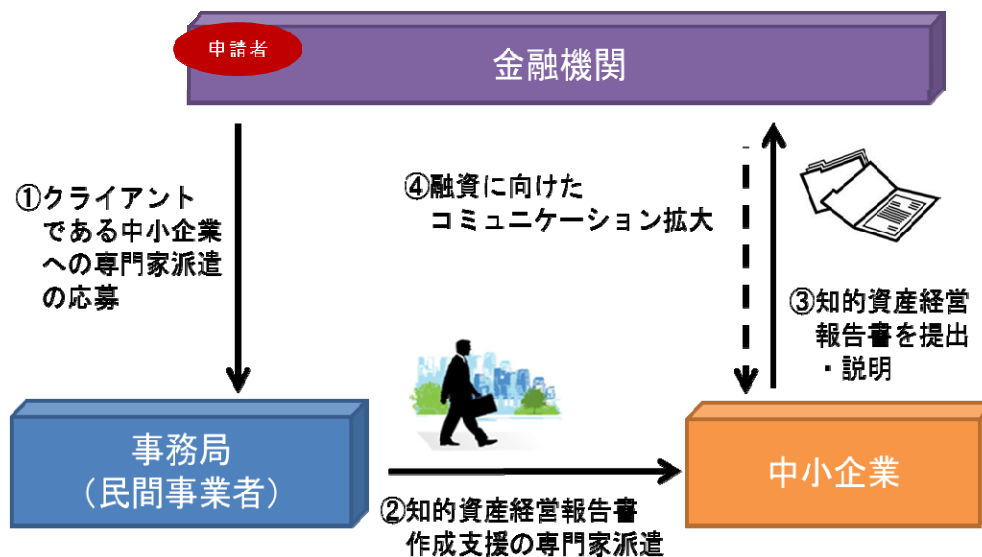 申請者
金融機関
①クライアント
である中小企業
への専門家派遣
の応募
④融資に向けた
コミュニケーション拡大
③知的資産経営
報告書を提出
・説明
事務局
（民間事業者）
中小企業
②知的資産経営報告書
作成支援の専門家派遣